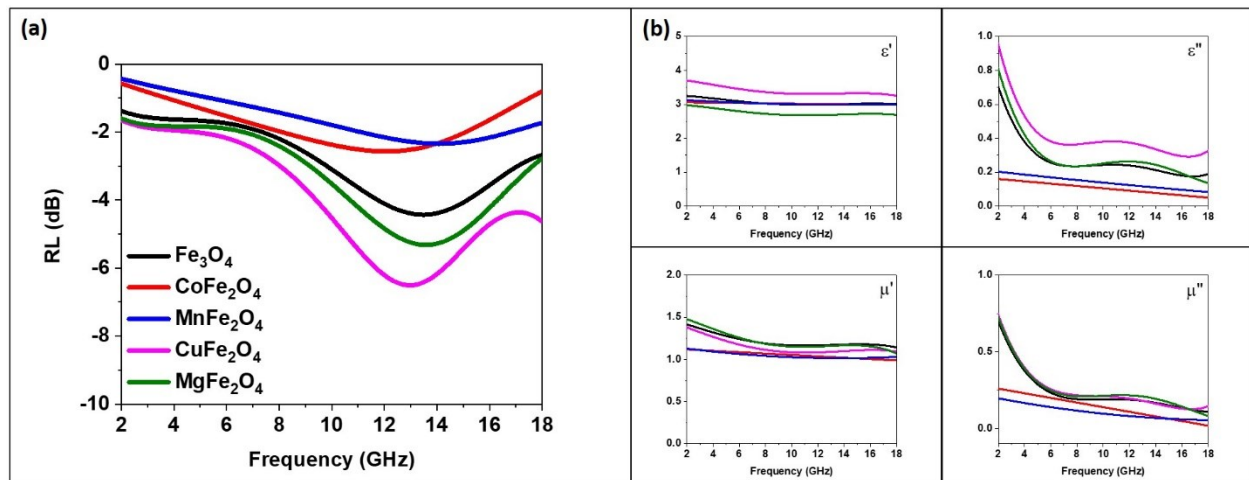 (a)
0
-2
-4
-6
-8
-10
RL (dB)
Fe₃O₄
CoFe₂O₄
MnFe₂O₄
CuFe₂O₄
MgFe₂O₄
2 4 6 8 10 12 14 16 18
Frequency (GHz)
(b)
ε'
5
4
3
2
1
0
2 4 6 8 10 12 14 16 18
Frequency (GHz)
ε"
1.0
0.8
0.6
0.4
0.2
0.0
2 4 6 8 10 12 14 16 18
Frequency (GHz)
μ'
2.0
1.5
1.0
0.5
0.0
2 4 6 8 10 12 14 16 18
Frequency (GHz)
μ"
1.0
0.5
0.0
2 4 6 8 10 12 14 16 18
Frequency (GHz)